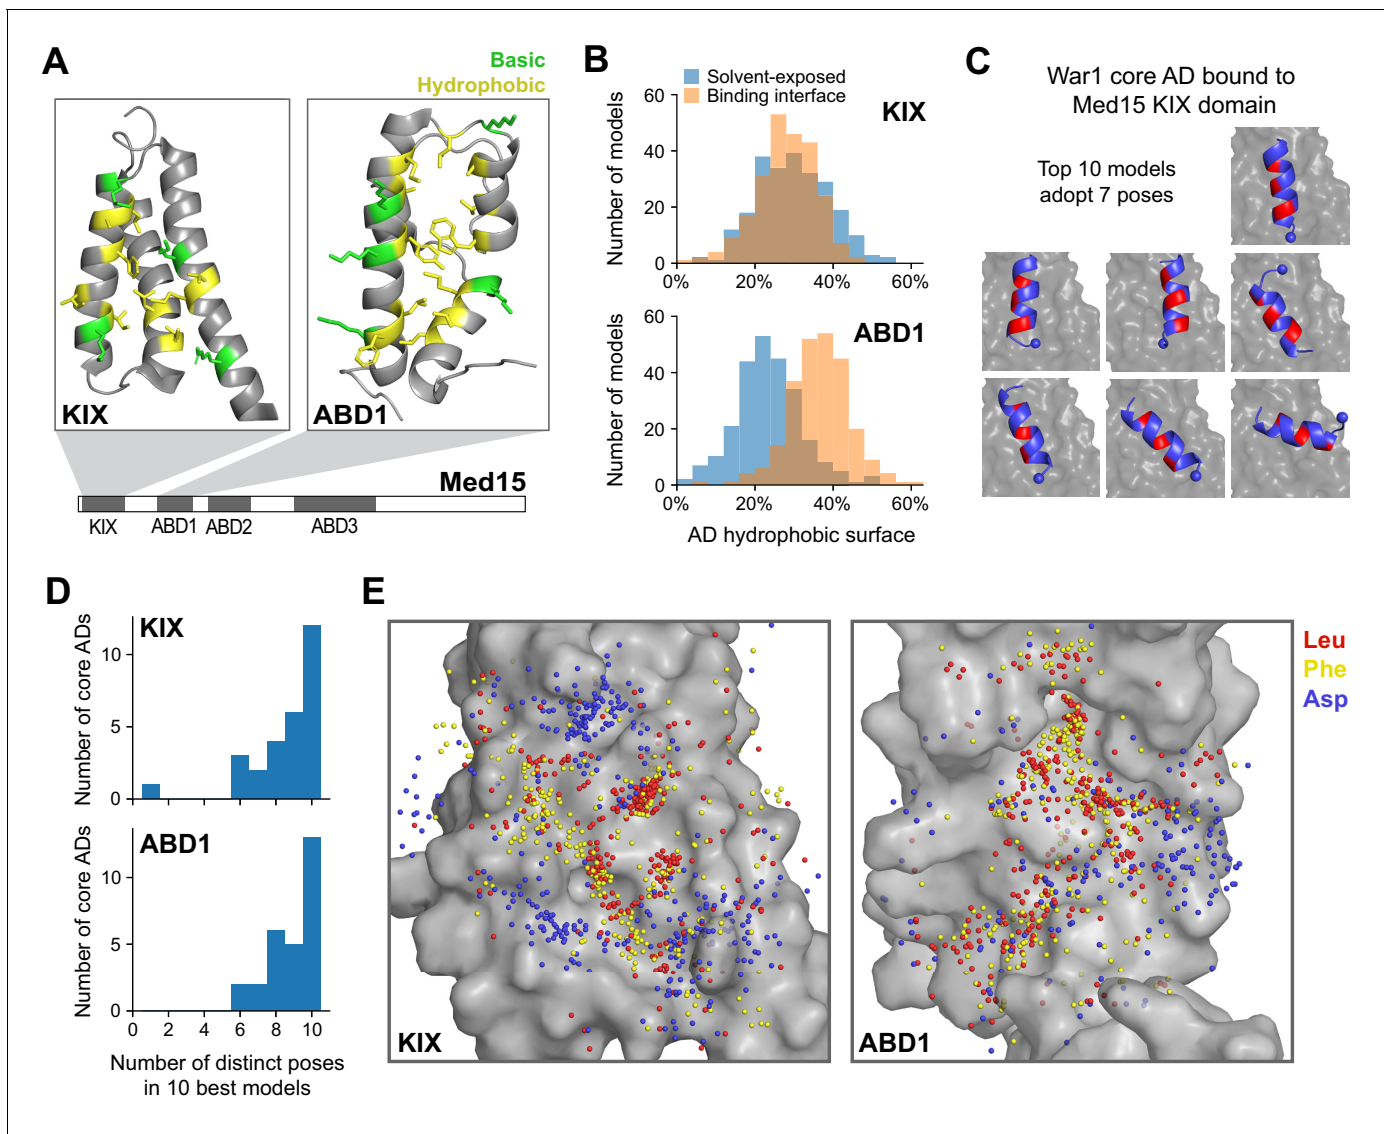 A
Basic
Hydrophobic
KIX
ABD1
Med15
KIX
ABD1
ABD2
ABD3
B
Solvent-exposed
Binding interface
KIX
Number of models
60
40
20
0
0%
20%
40%
60%
ABD1
Number of models
60
40
20
0
0%
20%
40%
60%
AD hydrophobic surface
C
War1 core AD bound to
Med15 KIX domain
Top 10 models
adopt 7 poses
D
KIX
Number of core ADs
10
5
0
ABD1
Number of core ADs
10
5
0
0
2
4
6
8
10
Number of distinct poses
in 10 best models
E
KIX
ABD1
Leu
Phe
Asp